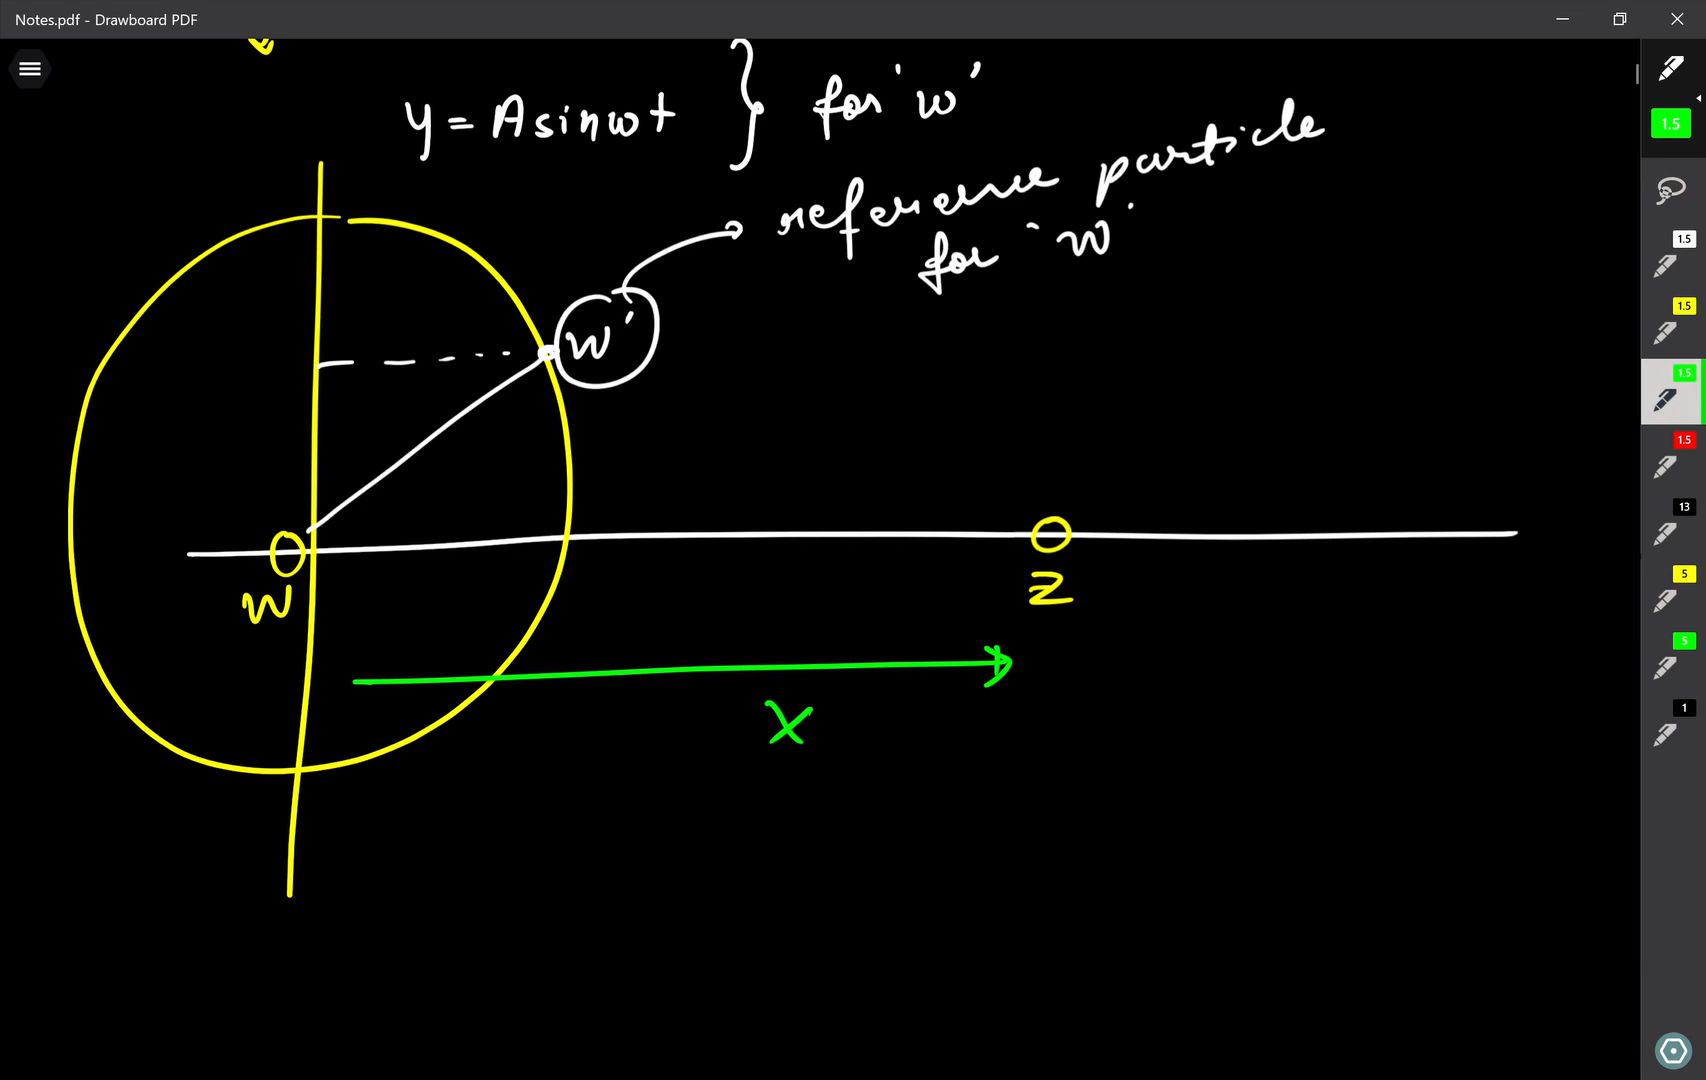 Notes.pdf - Drawboard PDF
y = A sin ωt } for 'w'
reference particle
for 'w'
w'
w
z
x
1.5
1.5
1.5
1.5
1.5
13
5
5
1